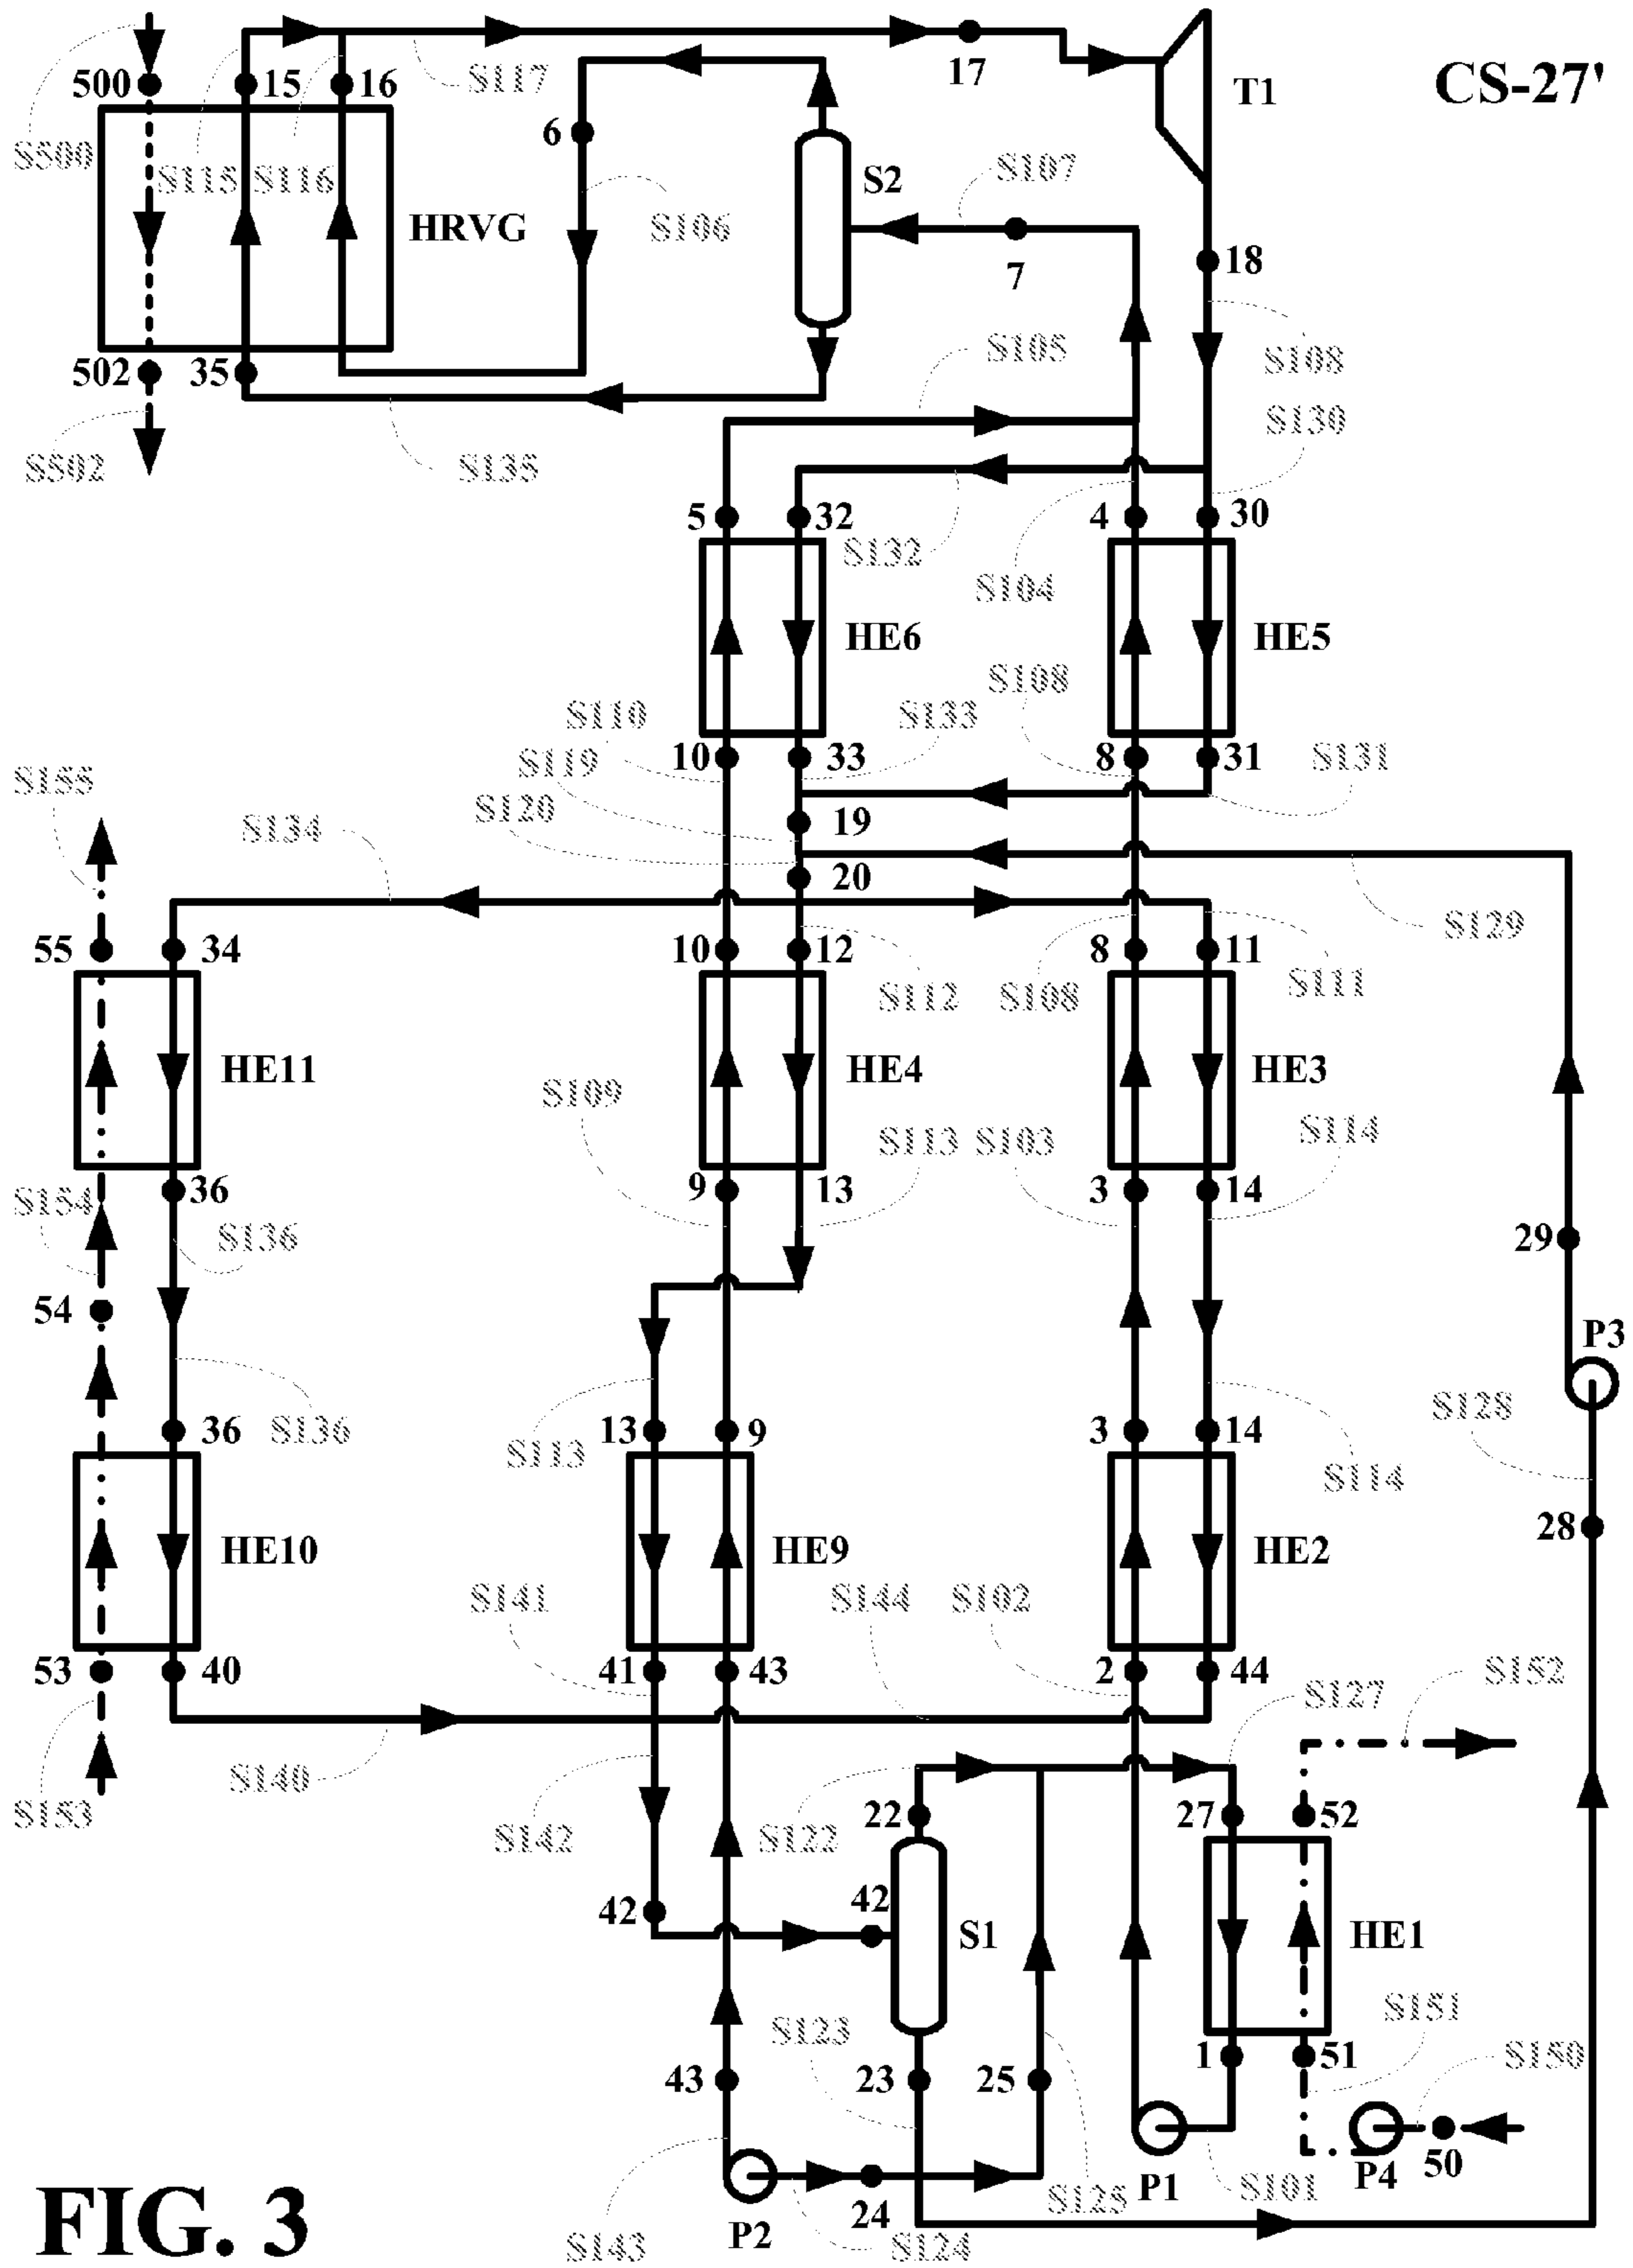 17
CS-27'
T1
500
15
16
S117
S500
S115
S116
6
S2
S107
HRVG
S106
7
18
S108
502
35
S105
S502
S135
S130
5
32
4
30
S132
S104
HE6
HE5
S108
S110
S133
10
33
8
31
S131
S119
S155
S120
S134
19
20
S129
55
34
10
12
8
11
S112
S108
S111
HE11
HE4
HE3
S109
S113
S103
S114
S154
36
9
13
3
14
S136
29
54
P3
S128
36
S136
13
9
3
14
S113
S114
28
HE10
HE9
HE2
S141
S144
S102
53
40
41
43
2
44
S152
S127
S140
S153
S142
S122
22
27
52
42
42
S1
HE1
S123
S151
43
23
25
1
51
S150
P1
P4
50
24
P2
S125
S101
S143
S124
FIG. 3